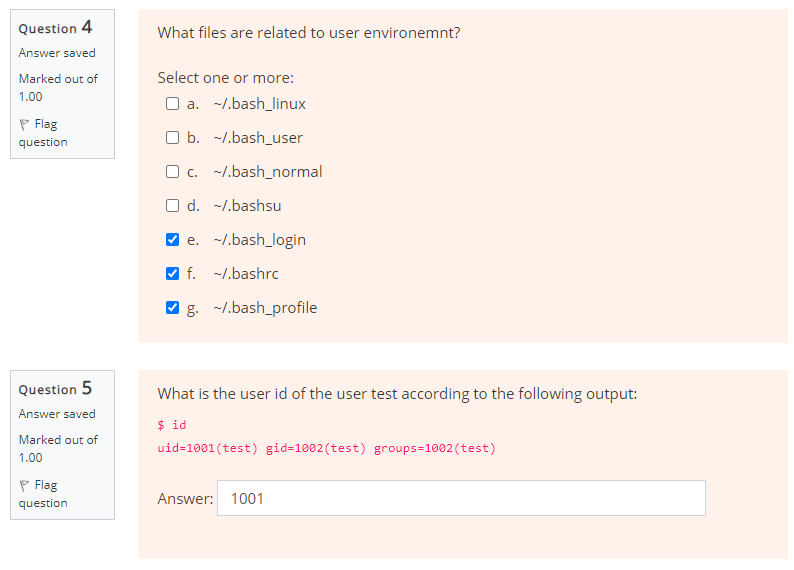 Question 4
Answer saved
Marked out of
1.00
Flag
question
What files are related to user environemnt?
Select one or more:
a. ~/.bash_linux
b. ~/.bash_user
c. ~/.bash_normal
d. ~/.bashsu
e. ~/.bash_login
f. ~/.bashrc
g. ~/.bash_profile
Question 5
Answer saved
Marked out of
1.00
Flag
question
What is the user id of the user test according to the following output:
$ id
uid=1001(test) gid=1002(test) groups=1002(test)
Answer: 1001